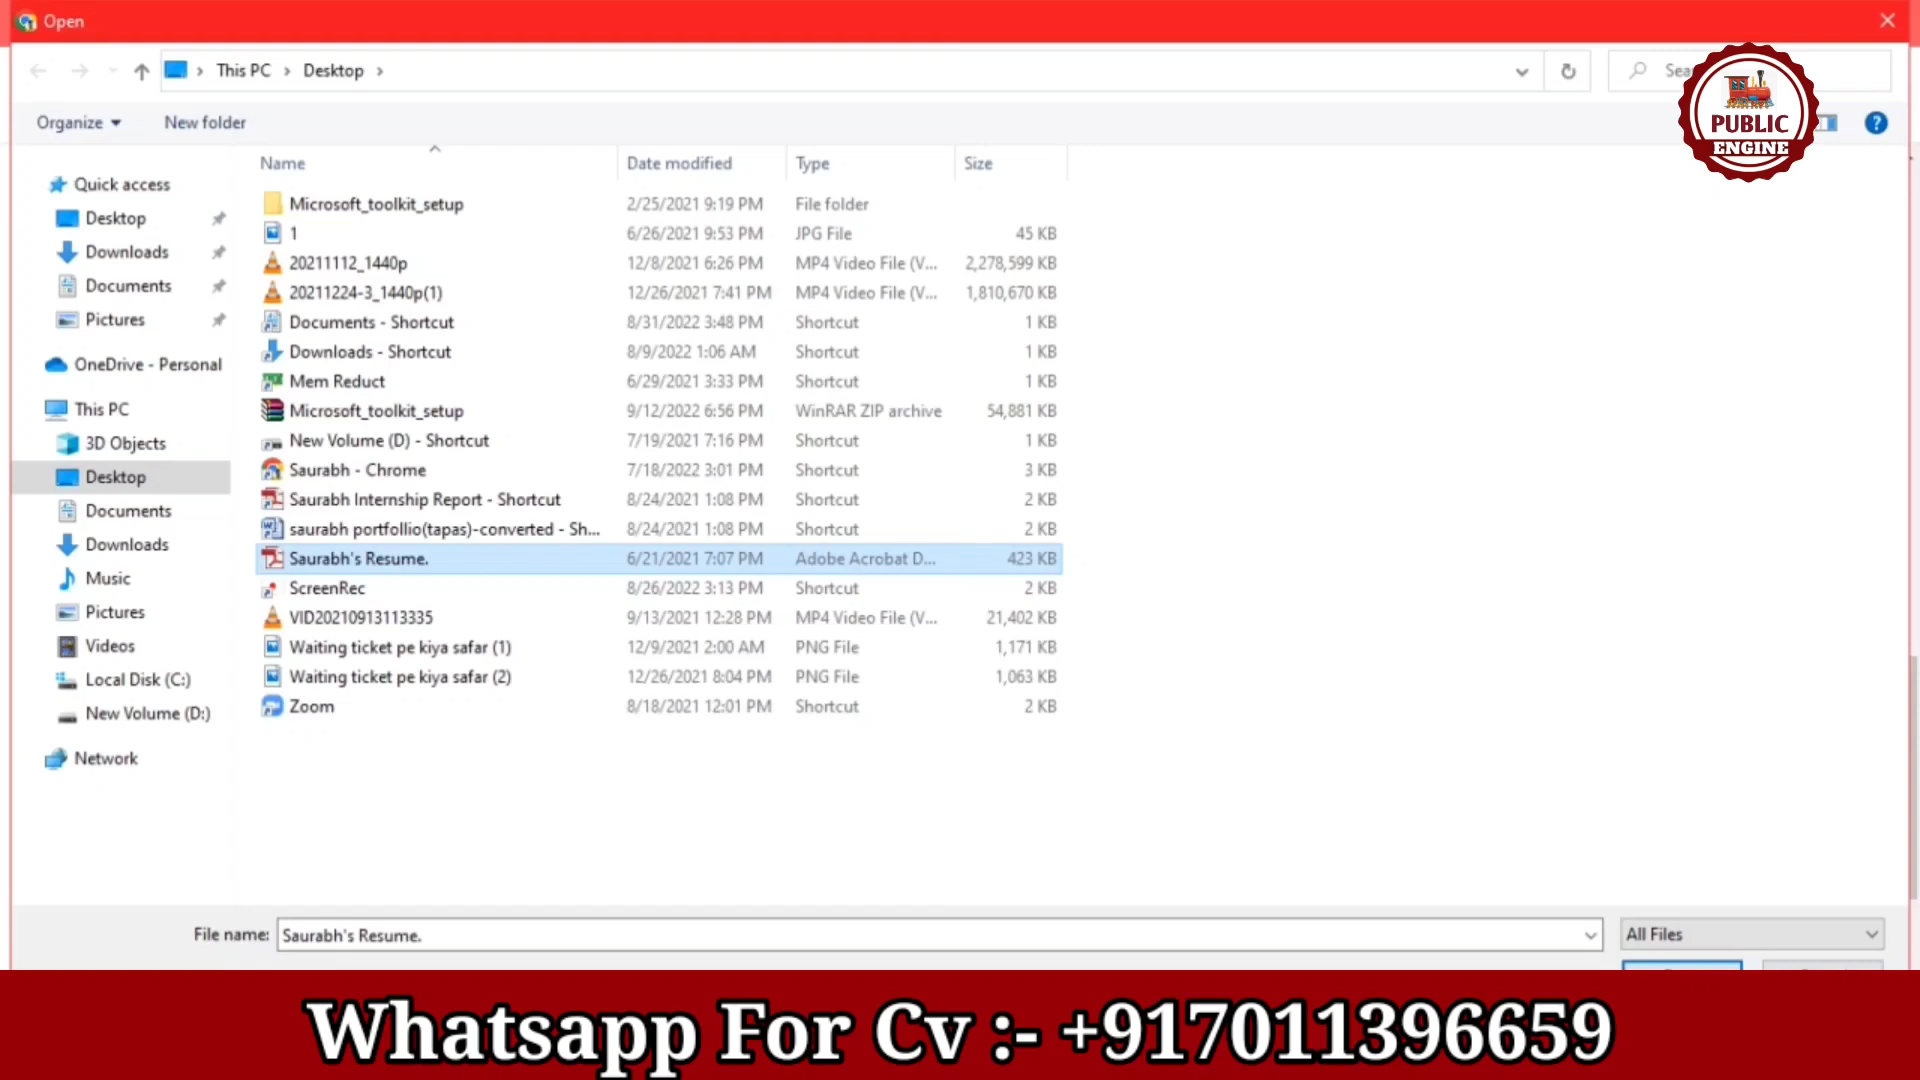 Open
This PC > Desktop >
Sea
PUBLIC
ENGINE
Organize
New folder
Name Date modified Type Size
Quick access
Desktop
Downloads
Documents
Pictures
OneDrive - Personal
This PC
3D Objects
Desktop
Documents
Downloads
Music
Pictures
Videos
Local Disk (C:)
New Volume (D:)
Network
Microsoft_toolkit_setup 2/25/2021 9:19 PM File folder
1 6/26/2021 9:53 PM JPG File 45 KB
20211112_1440p 12/8/2021 6:26 PM MP4 Video File (V... 2,278,599 KB
20211224-3_1440p(1) 12/26/2021 7:41 PM MP4 Video File (V... 1,810,670 KB
Documents - Shortcut 8/31/2022 3:48 PM Shortcut 1 KB
Downloads - Shortcut 8/9/2022 1:06 AM Shortcut 1 KB
Mem Reduct 6/29/2021 3:33 PM Shortcut 1 KB
Microsoft_toolkit_setup 9/12/2022 6:56 PM WinRAR ZIP archive 54,881 KB
New Volume (D) - Shortcut 7/19/2021 7:16 PM Shortcut 1 KB
Saurabh - Chrome 7/18/2022 3:01 PM Shortcut 3 KB
Saurabh Internship Report - Shortcut 8/24/2021 1:08 PM Shortcut 2 KB
saurabh portfollio(tapas)-converted - Sh... 8/24/2021 1:08 PM Shortcut 2 KB
Saurabh's Resume. 6/21/2021 7:07 PM Adobe Acrobat D... 423 KB
ScreenRec 8/26/2022 3:13 PM Shortcut 2 KB
VID20210913113335 9/13/2021 12:28 PM MP4 Video File (V... 21,402 KB
Waiting ticket pe kiya safar (1) 12/9/2021 2:00 AM PNG File 1,171 KB
Waiting ticket pe kiya safar (2) 12/26/2021 8:04 PM PNG File 1,063 KB
Zoom 8/18/2021 12:01 PM Shortcut 2 KB
File name: Saurabh's Resume. All Files
Whatsapp For Cv :- +917011396659